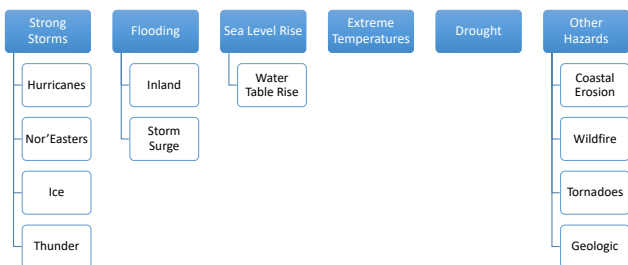 Strong
Storms
Flooding
Sea Level Rise
Extreme
Temperatures
Drought
Other
Hazards
Hurricanes
Inland
Water
Table Rise
Coastal
Erosion
Nor’Easters
Storm
Surge
Wildfire
Ice
Tornadoes
Thunder
Geologic